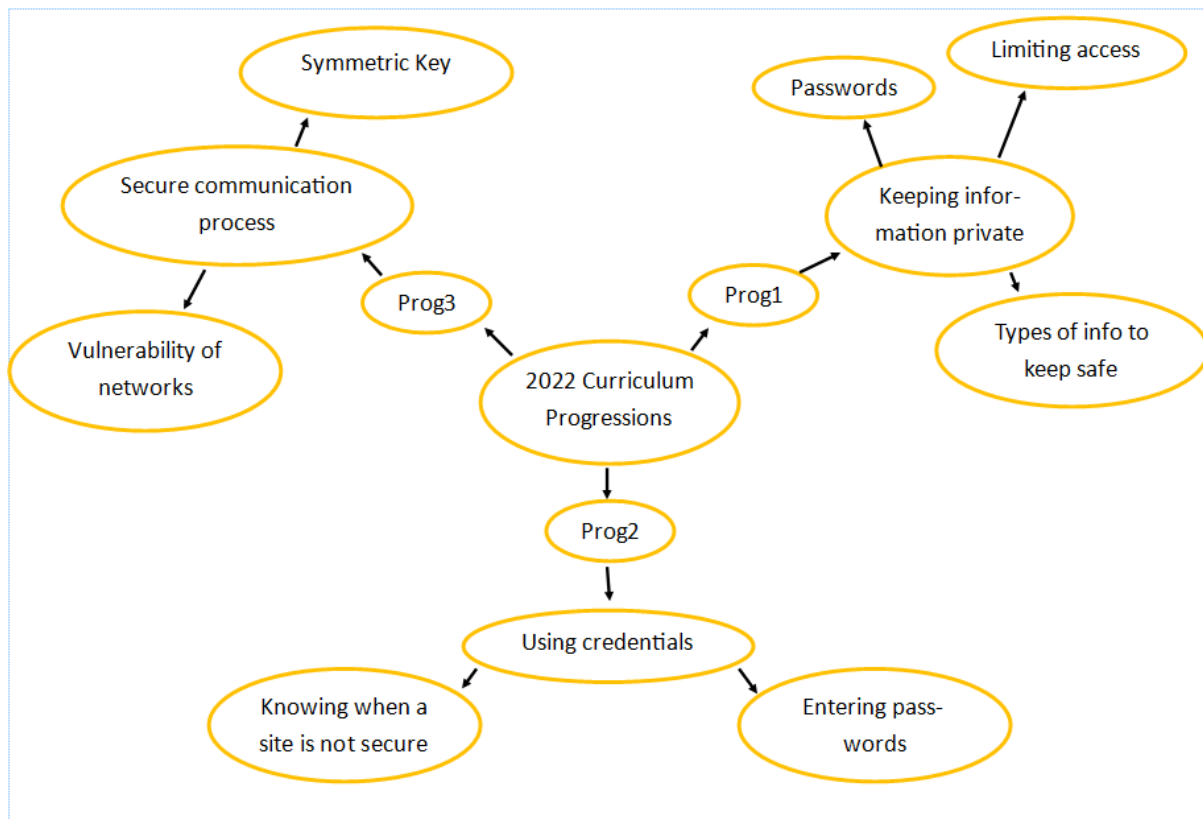 Symmetric Key
Limiting access
Passwords
Secure communication
process
Keeping infor-
mation private
Prog3
Prog1
Vulnerability of
networks
Types of info to
keep safe
2022 Curriculum
Progressions
Prog2
Using credentials
Knowing when a
site is not secure
Entering pass-
words